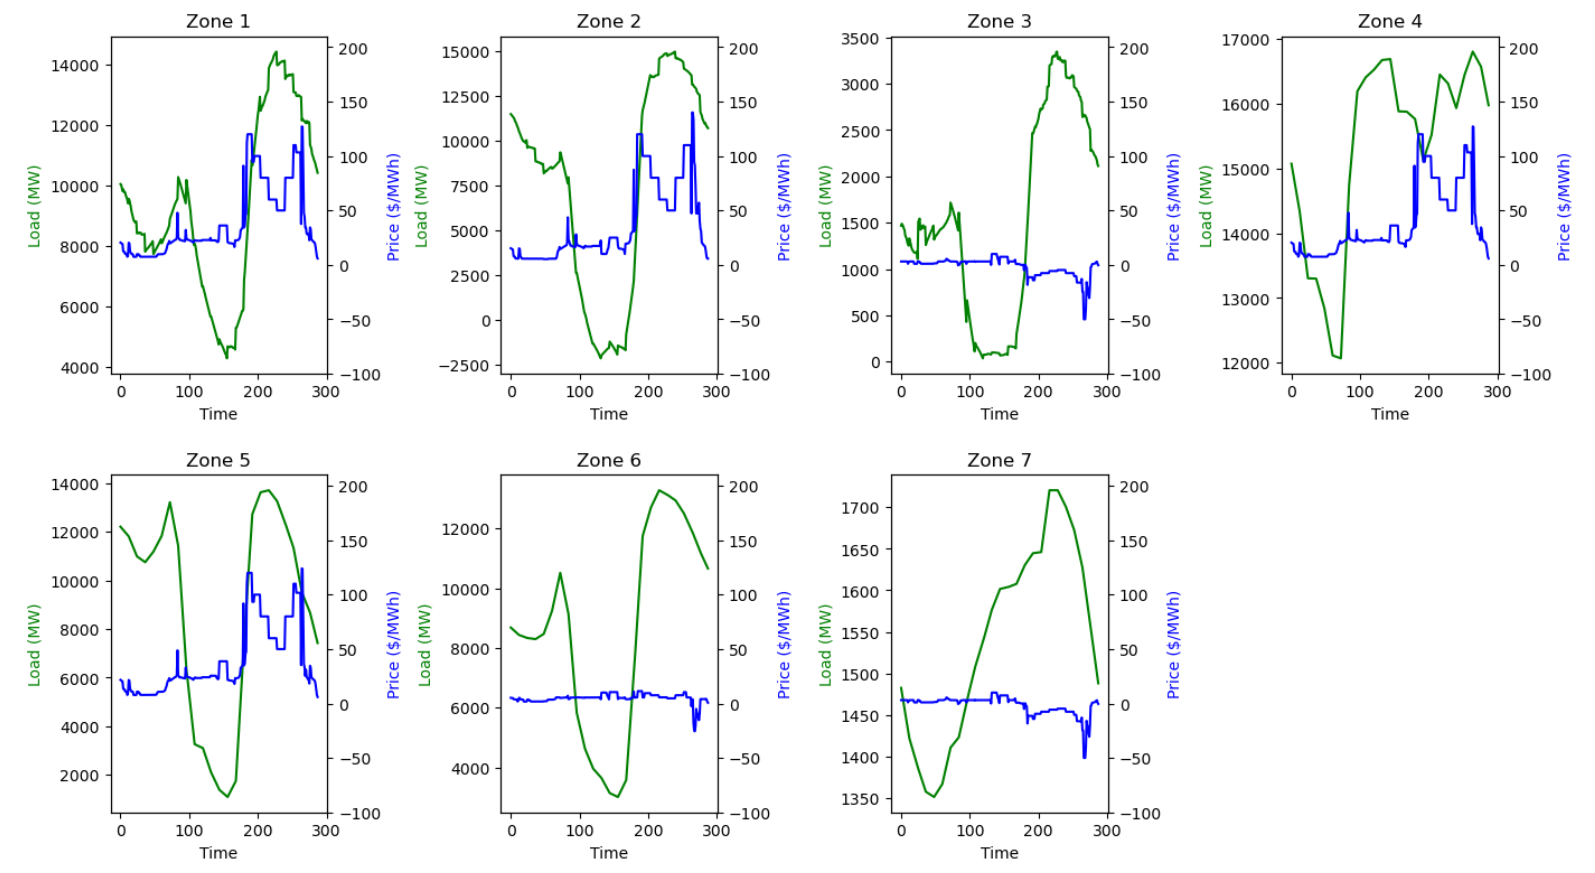 Zone 1
Load (MW)
14000
12000
10000
8000
6000
4000
200
150
100
50
0
−50
−100
Price ($/MWh)
0 100 200 300
Time
Zone 2
Load (MW)
15000
12500
10000
7500
5000
2500
0
−2500
200
150
100
50
0
−50
−100
Price ($/MWh)
0 100 200 300
Time
Zone 3
Load (MW)
3500
3000
2500
2000
1500
1000
500
0
200
150
100
50
0
−50
−100
Price ($/MWh)
0 100 200 300
Time
Zone 4
Load (MW)
17000
16000
15000
14000
13000
12000
200
150
100
50
0
−50
−100
Price ($/MWh)
0 100 200 300
Time
Zone 5
Load (MW)
14000
12000
10000
8000
6000
4000
2000
200
150
100
50
0
−50
−100
Price ($/MWh)
0 100 200 300
Time
Zone 6
Load (MW)
12000
10000
8000
6000
4000
200
150
100
50
0
−50
−100
Price ($/MWh)
0 100 200 300
Time
Zone 7
Load (MW)
1700
1650
1600
1550
1500
1450
1400
1350
200
150
100
50
0
−50
−100
Price ($/MWh)
0 100 200 300
Time